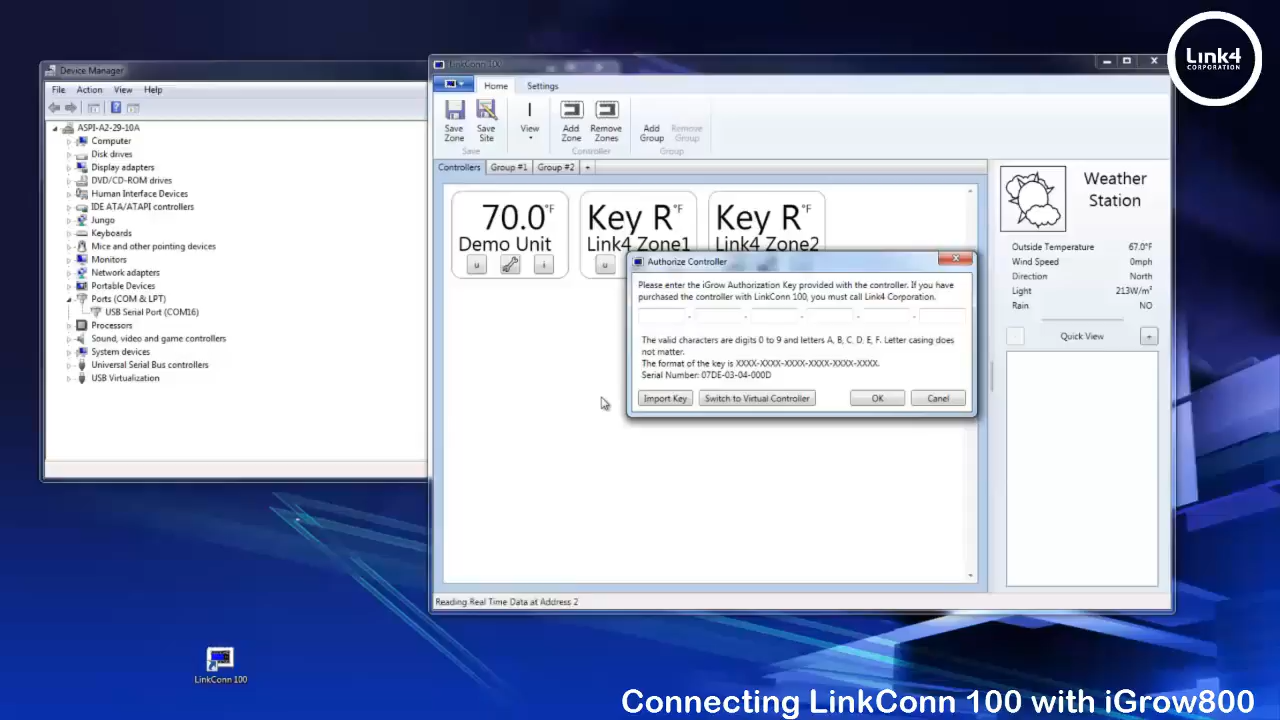 Link4
CORPORATION
Device Manager
File Action View Help
ASPI-A2-29-10A
Computer
Disk drives
Display adapters
DVD/CD-ROM drives
Human Interface Devices
IDE ATA/ATAPI controllers
Jungo
Keyboards
Mice and other pointing devices
Monitors
Network adapters
Portable Devices
Ports (COM & LPT)
USB Serial Port (COM16)
Processors
Sound, video and game controllers
System devices
Universal Serial Bus controllers
USB Virtualization
LinkConn 100
Home Settings
Save Zone
Save Site
View
Add Zone
Remove Zones
Add Group
Remove Group
Save Controller Group
Controllers Group #1 Group #2 +
70.0°F
Demo Unit
u i
Key R°F
Link4 Zone1
u
Key R°F
Link4 Zone2
Authorize Controller
Please enter the iGrow Authorization Key provided with the controller. If you have
purchased the controller with LinkConn 100, you must call Link4 Corporation.
- - - - -
The valid characters are digits 0 to 9 and letters A, B, C, D, E, F. Letter casing does
not matter.
The format of the key is XXXX-XXXX-XXXX-XXXX-XXXX-XXXX.
Serial Number: 07DE-03-04-000D
Import Key Switch to Virtual Controller OK Canel
Weather
Station
Outside Temperature 67.0°F
Wind Speed 0mph
Direction North
Light 213W/m²
Rain: NO
- Quick View +
Reading Real Time Data at Address 2
LinkConn 100
Connecting LinkConn 100 with iGrow800